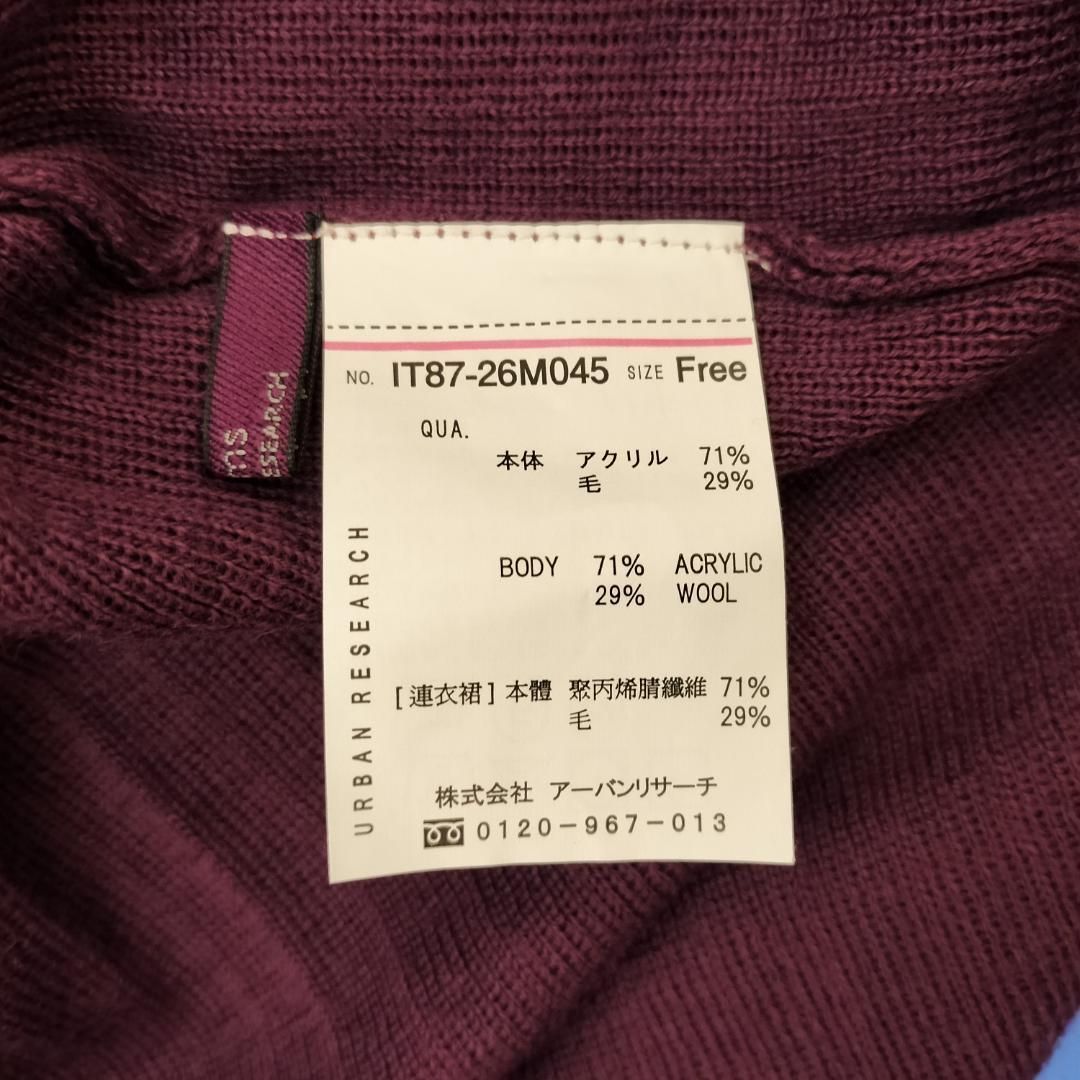 NO. IT87-26M045 SIZE Free
QUA.
本体 アクリル 71%
毛 29%
BODY 71% ACRYLIC
29% WOOL
[連衣裙] 本體 聚丙烯腈纖維 71%
毛 29%
株式会社 アーバンリサーチ
0120-967-013
URBAN RESEARCH